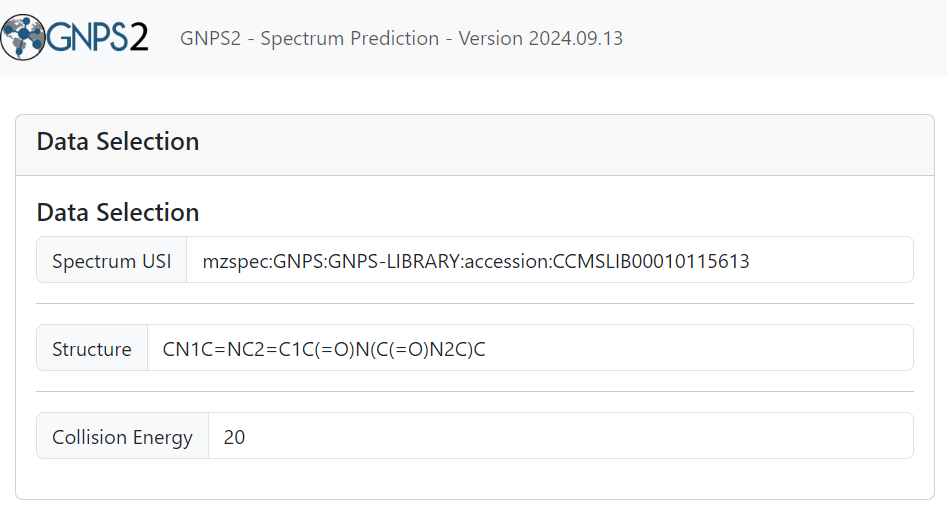 GNPS2 GNPS2 - Spectrum Prediction - Version 2024.09.13
Data Selection
Data Selection
Spectrum USI mzspec:GNPS:GNPS-LIBRARY:accession:CCMSLIB00010115613
Structure CN1C=NC2=C1C(=O)N(C(=O)N2C)C
Collision Energy 20